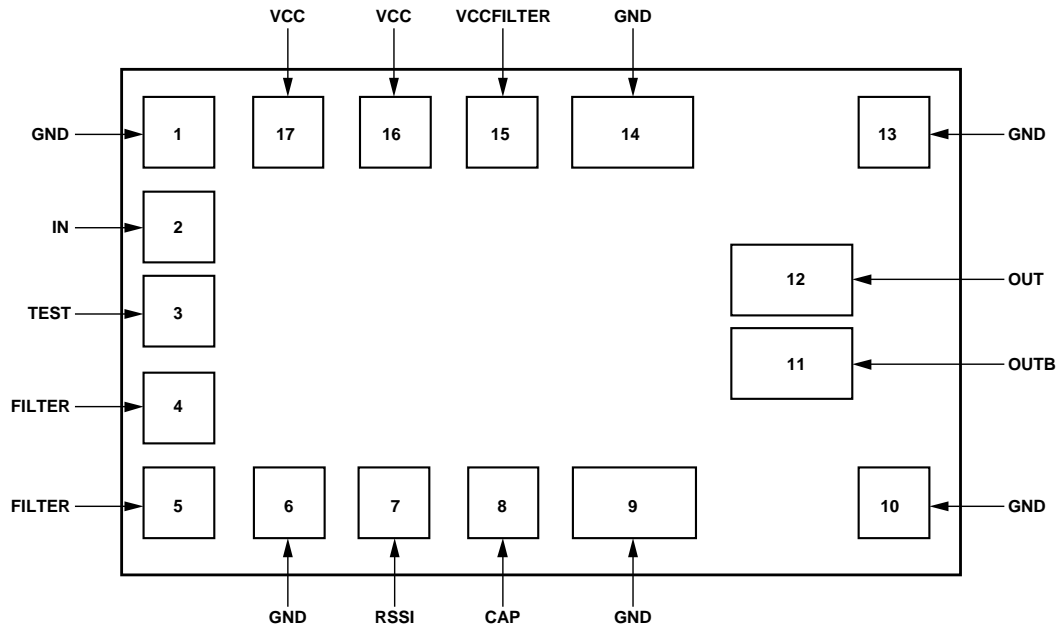 VCC VCC VCCFILTER GND
GND 1 17 16 15 14 13 GND
IN 2
12 OUT
TEST 3
11 OUTB
FILTER 4
FILTER 5 6 7 8 9 10 GND
GND RSSI CAP GND